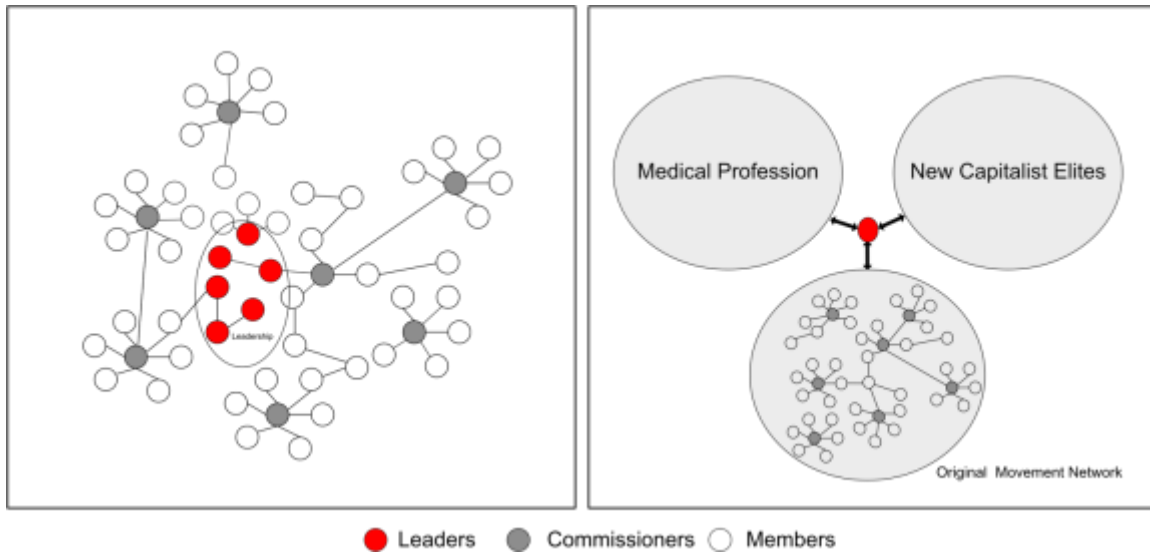 Leadership
Medical Profession
New Capitalist Elites
Original Movement Network
Leaders
Commissioners
Members